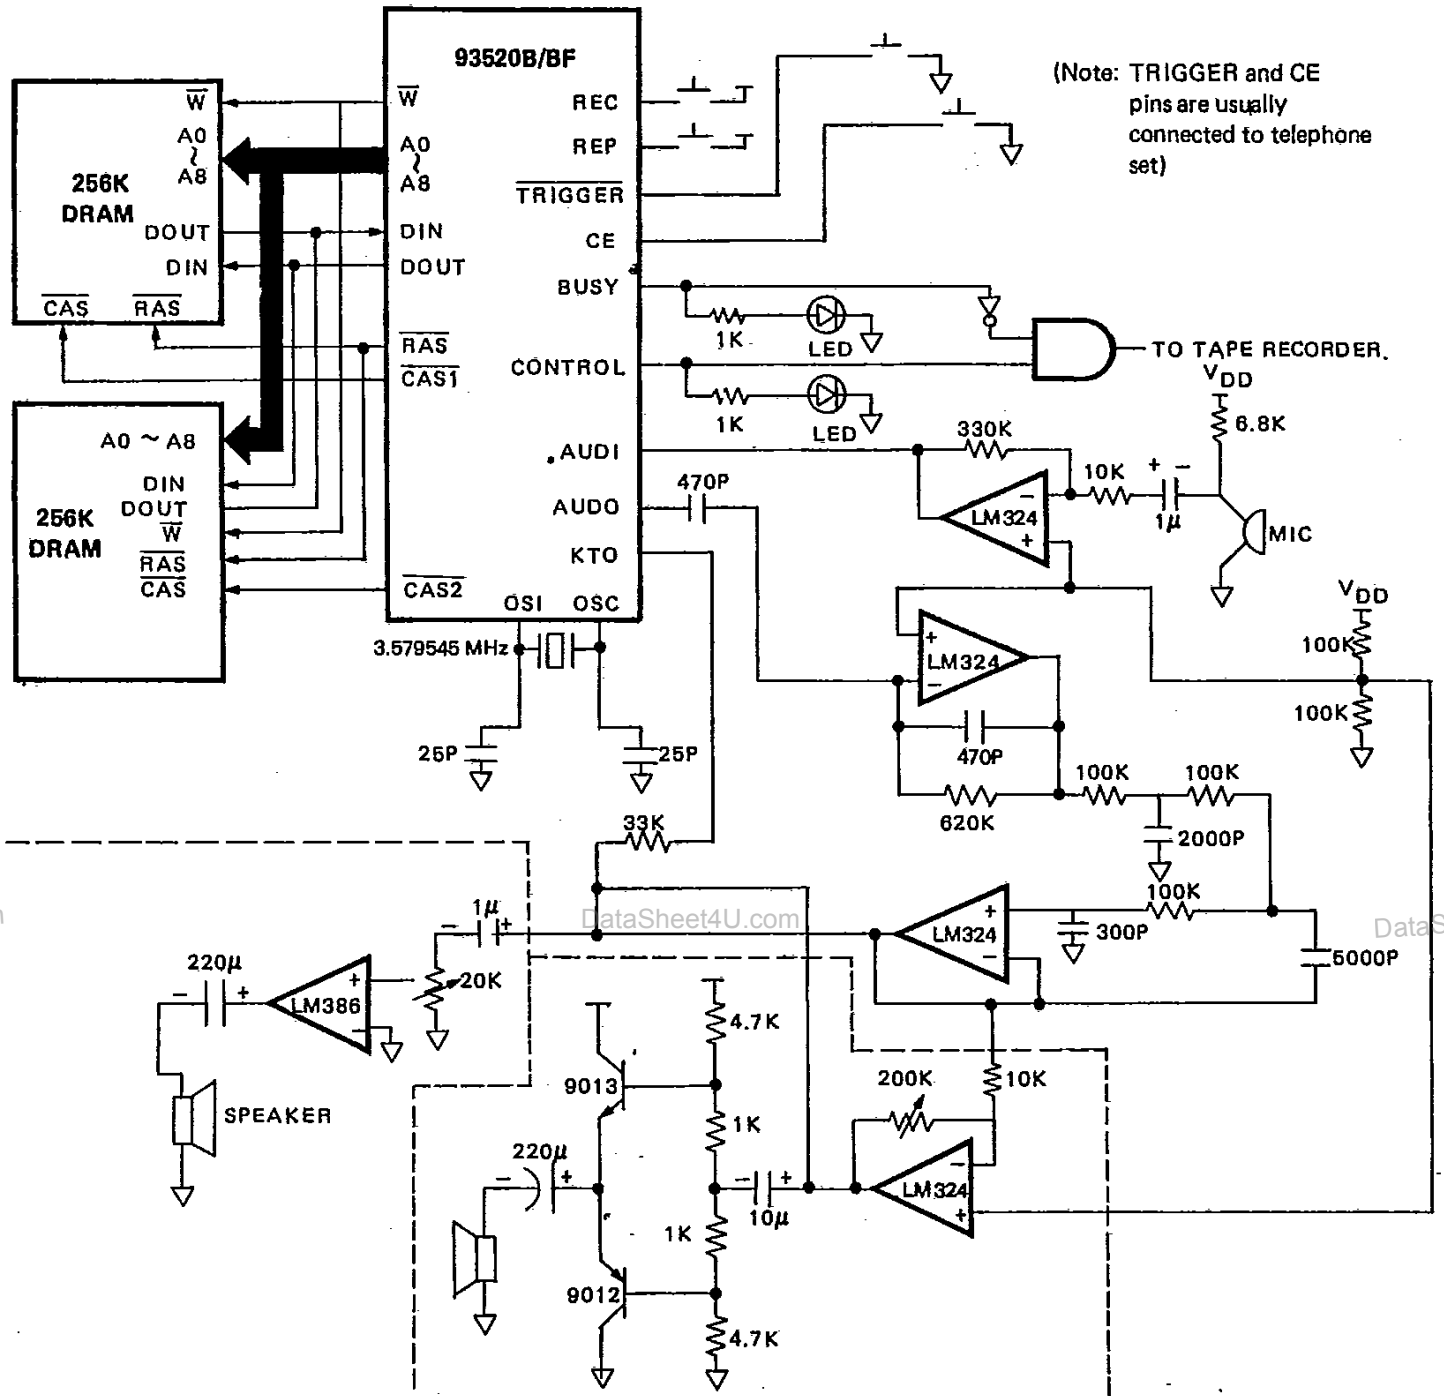 93520B/BF
(Note: TRIGGER and CE
pins are usually
connected to telephone
set)
W
A0
~
A8
256K
DRAM
DOUT
DIN
CAS
RAS
W
A0
~
A8
DIN
DOUT
RAS
CAS1
CAS2
OSI
OSC
REC
REP
TRIGGER
CE
BUSY
CONTROL
AUDI
AUDO
KTO
A0 ~ A8
DIN
DOUT
256K
DRAM
W
RAS
CAS
3.579545 MHz
25P
25P
1K
LED
1K
LED
TO TAPE RECORDER.
VDD
6.8K
330K
10K
+
-
1μ
MIC
LM324
-
+
470P
VDD
100K
100K
+
LM324
-
470P
620K
100K
100K
2000P
33K
100K
+
LM324
-
300P
5000P
DataSheet4U.com
DataS
1μ
-
+
20K
220μ
-
+
+
LM386
-
SPEAKER
4.7K
9013
1K
200K
10K
220μ
-
+
-
+
10μ
-
LM324
+
1K
9012
4.7K